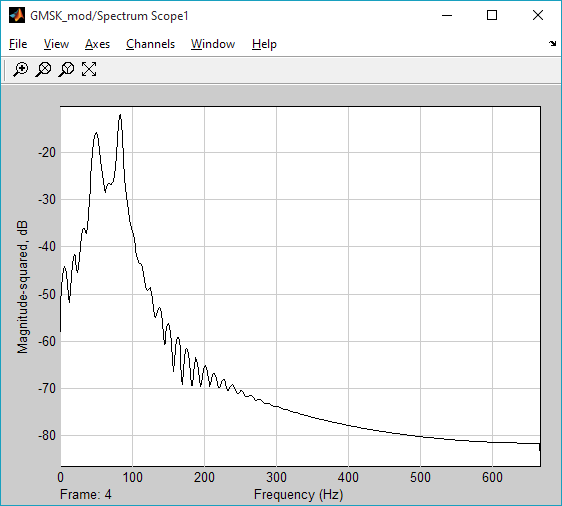 GMSK_mod/Spectrum Scope1
File View Axes Channels Window Help
Magnitude-squared, dB
-20
-30
-40
-50
-60
-70
-80
0 100 200 300 400 500 600
Frame: 4 Frequency (Hz)